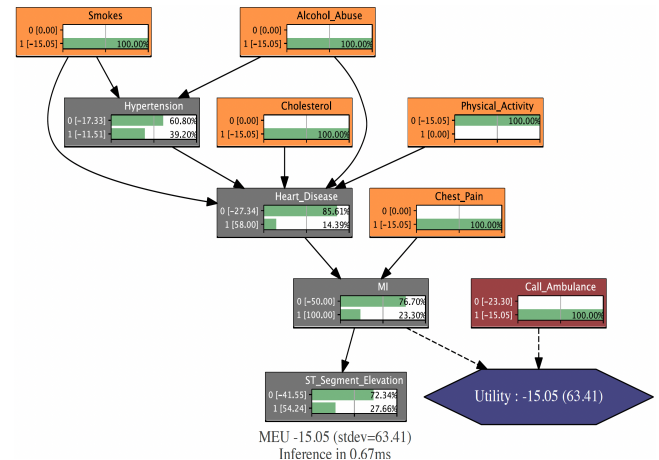 Smokes
0 [0.00]
1 [-15.05] 100.00%
Alcohol_Abuse
0 [0.00]
1 [-15.05] 100.00%
Hypertension
0 [-17.33] 60.80%
1 [-11.51] 39.20%
Cholesterol
0 [0.00]
1 [-15.05] 100.00%
Physical_Activity
0 [-15.05] 100.00%
1 [0.00]
Heart_Disease
0 [-27.34] 85.61%
1 [58.00] 14.39%
Chest_Pain
0 [0.00]
1 [-15.05] 100.00%
MI
0 [-50.00] 76.70%
1 [100.00] 23.30%
Call_Ambulance
0 [-23.30]
1 [-15.05] 100.00%
ST_Segment_Elevation
0 [-41.55] 72.34%
1 [54.24] 27.66%
Utility : -15.05 (63.41)
MEU -15.05 (stdev=63.41)
Inference in 0.67ms